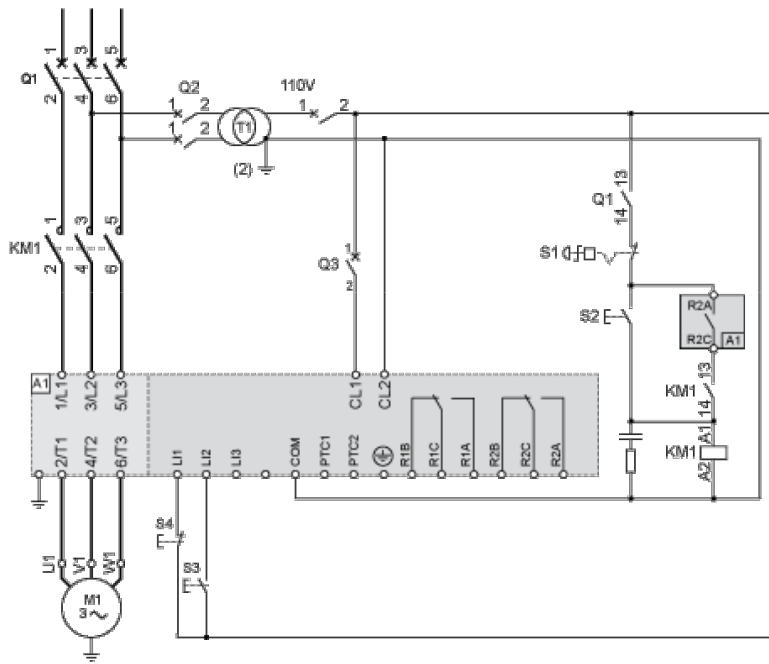 1 3 5
Q1
2 4 6
Q2
1 2
1 2
T1
(2)
110V
1 2
1 3 5
KM1
2 4 6
Q3
1
2
13
Q1
14
S1
S2
R2A
R2C
A1
13
KM1
14
A1
KM1
A2
A1
1/L1 3/L2 5/L3
CL1 CL2
2/T1 4/T2 6/T3
LI1 LI2 LI3 COM PTC1 PTC2 R1B R1C R1A R2B R2C R2A
S4
S3
U1 V1 W1
M1
3